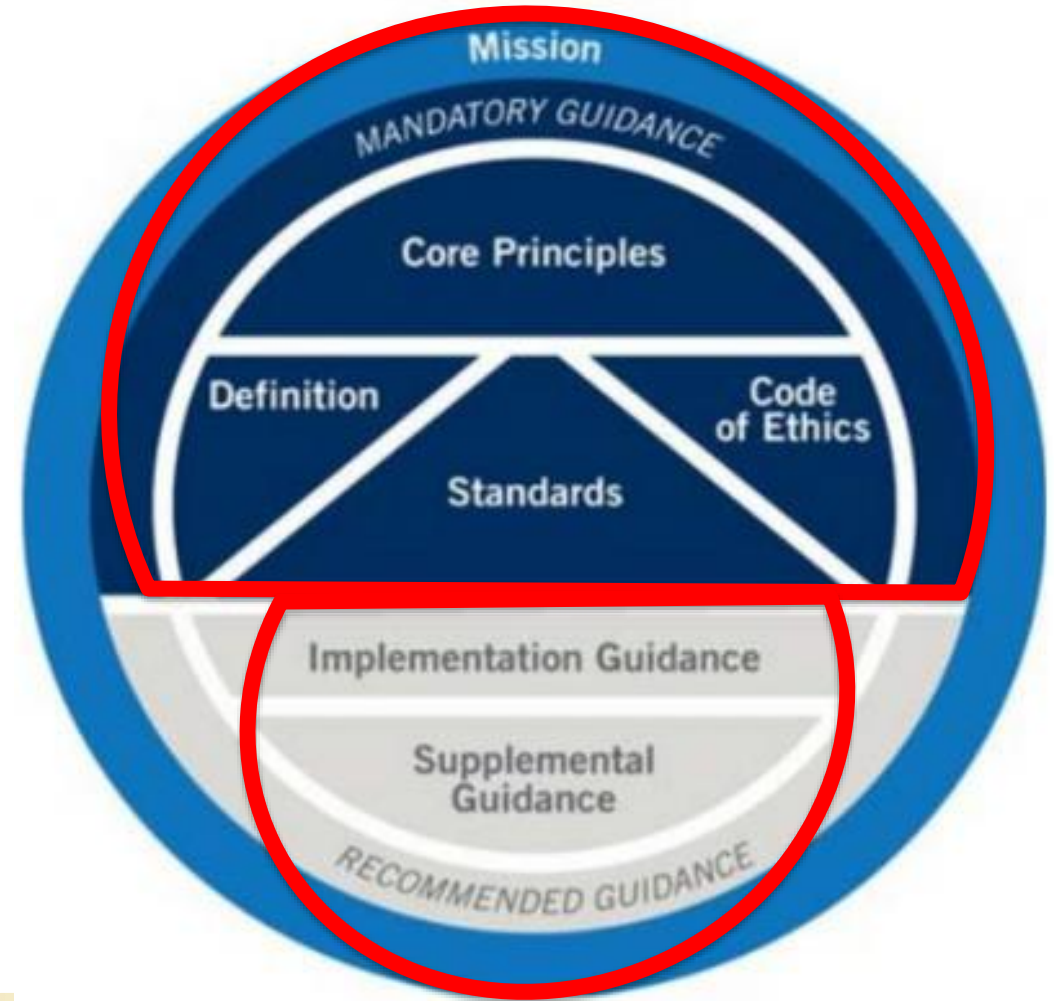 Mission
MANDATORY GUIDANCE
Core Principles
Definition
Code
of Ethics
Standards
Implementation Guidance
Supplemental
Guidance
RECOMMENDED GUIDANCE